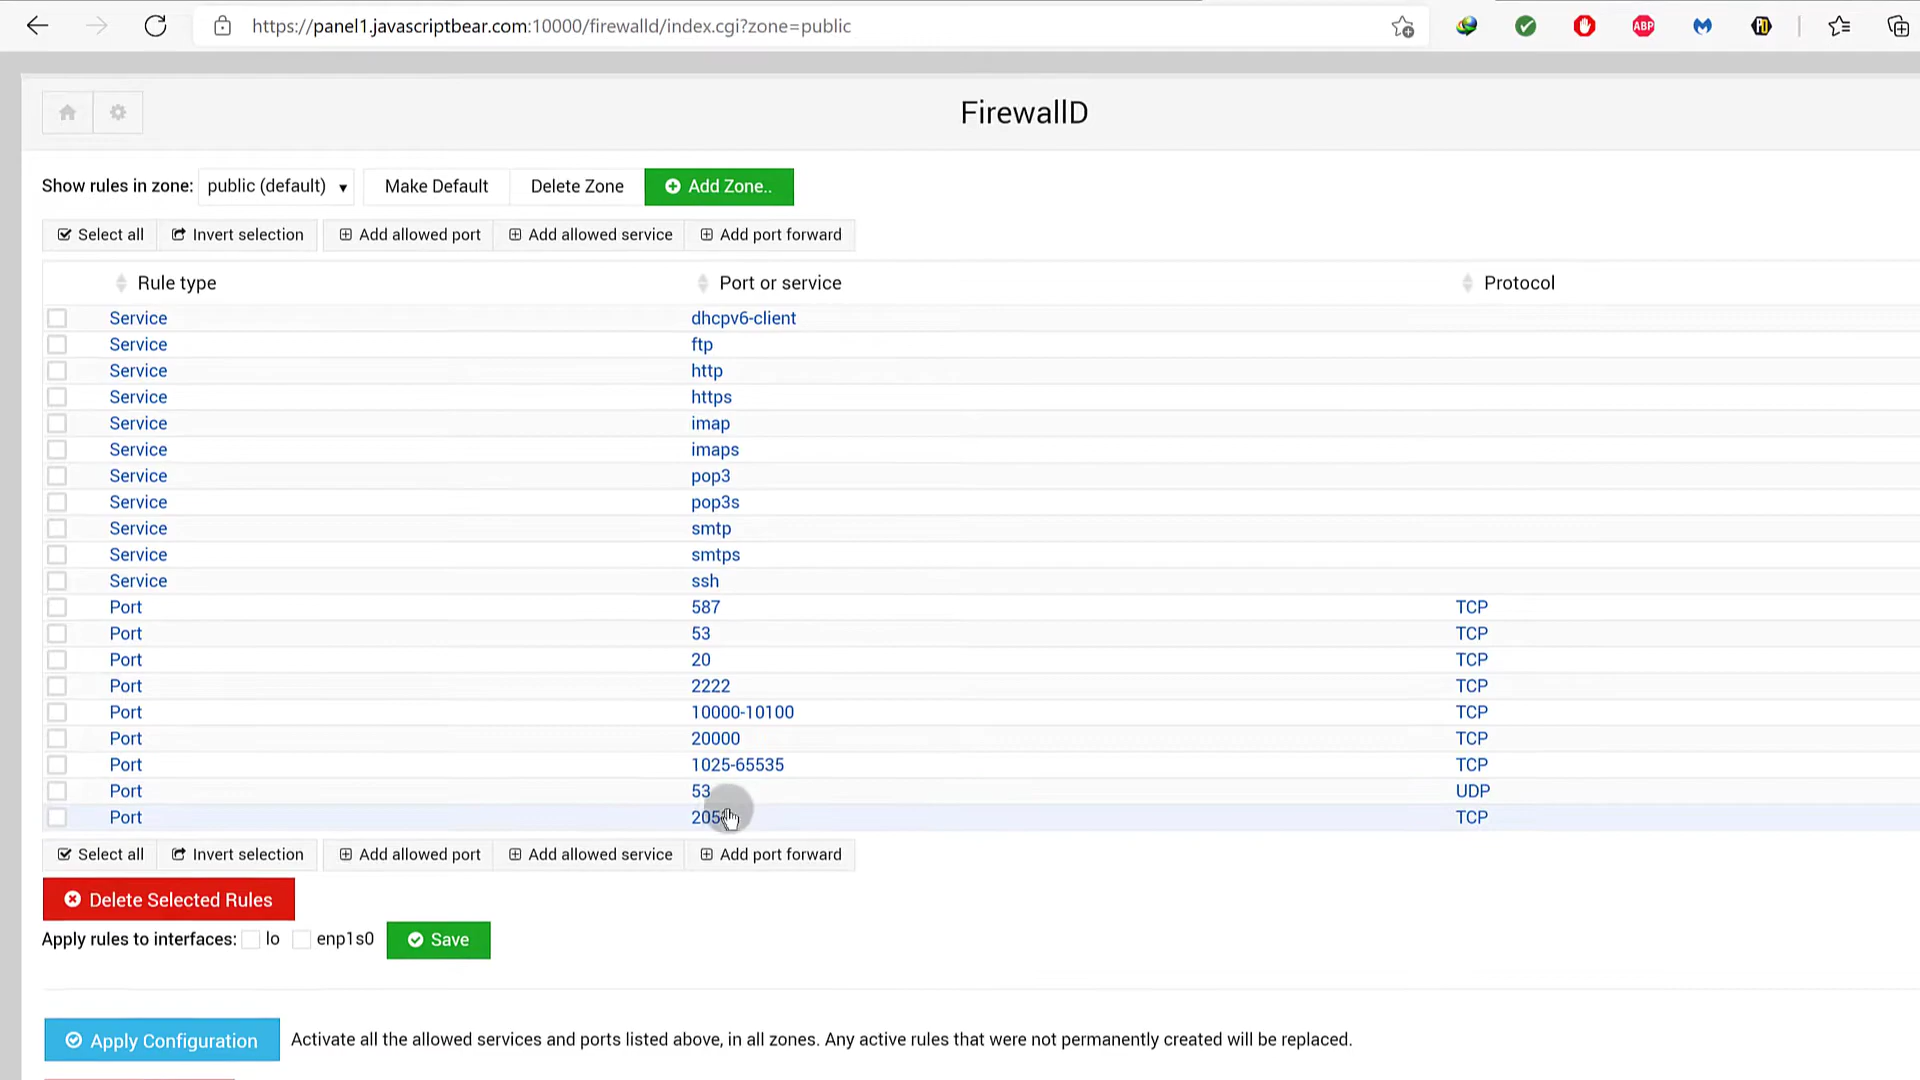 https://panel1.javascriptbear.com:10000/firewalld/index.cgi?zone=public
ABP
FirewallD
Show rules in zone: public (default) Make Default Delete Zone Add Zone..
Select all Invert selection Add allowed port Add allowed service Add port forward
Rule type Port or service Protocol
Service dhcpv6-client
Service ftp
Service http
Service https
Service imap
Service imaps
Service pop3
Service pop3s
Service smtp
Service smtps
Service ssh
Port 587 TCP
Port 53 TCP
Port 20 TCP
Port 2222 TCP
Port 10000-10100 TCP
Port 20000 TCP
Port 1025-65535 TCP
Port 53 UDP
Port TCP
Select all Invert selection Add allowed port Add allowed service Add port forward
Delete Selected Rules
Apply rules to interfaces: lo enp1s0 Save
Apply Configuration Activate all the allowed services and ports listed above, in all zones. Any active rules that were not permanently created will be replaced.